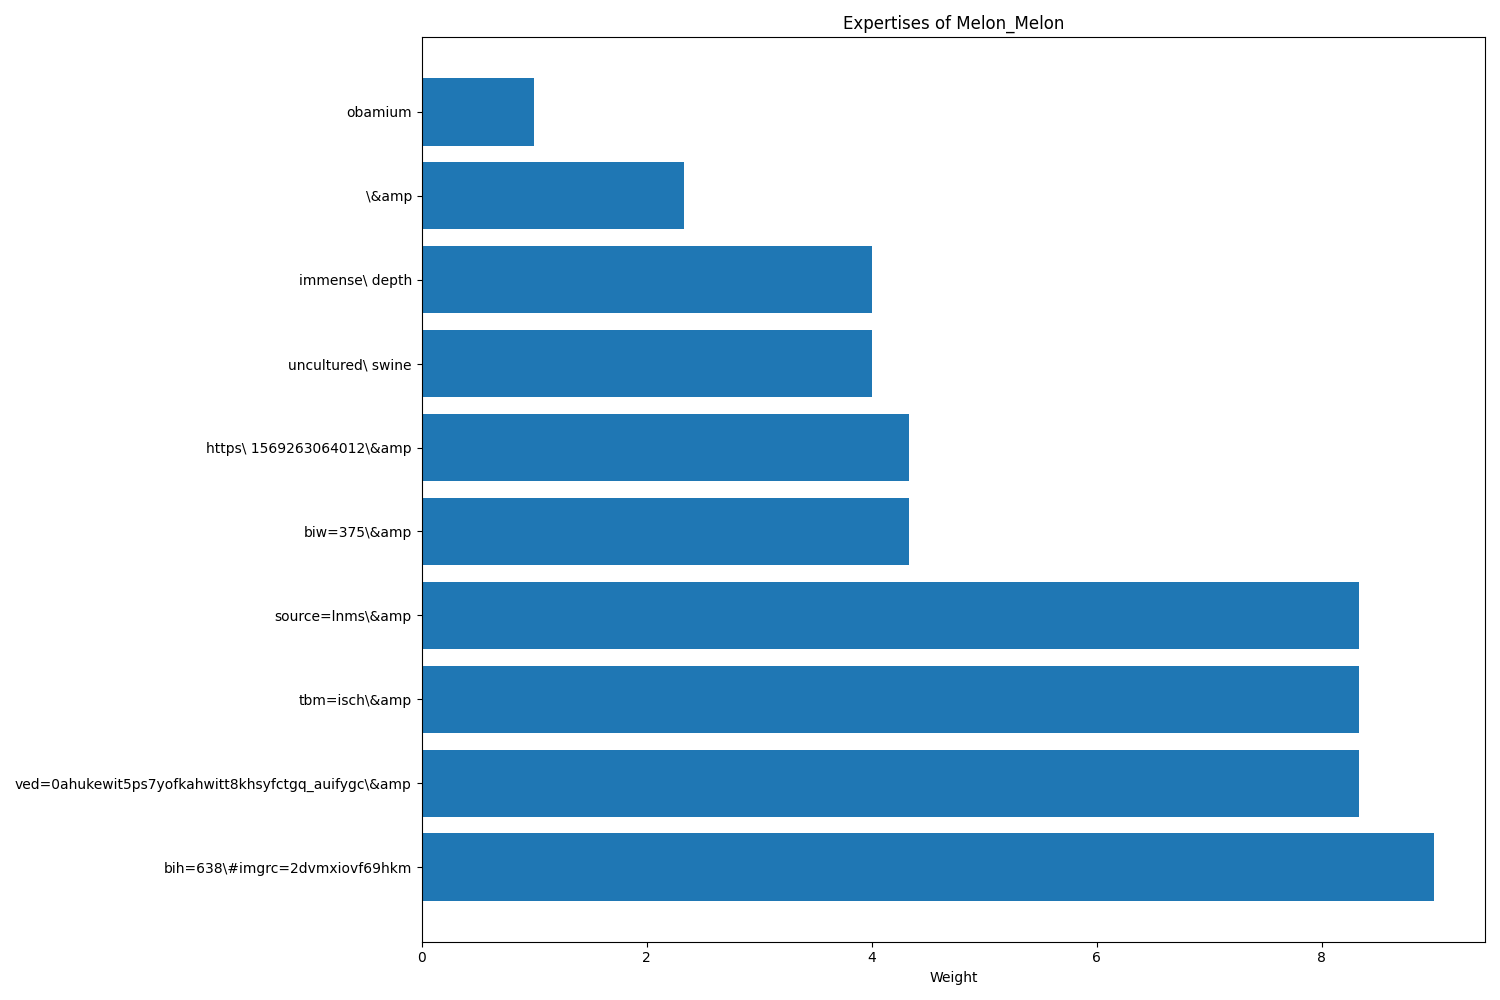 Expertises of Melon_Melon
obamium
\&amp
immense\ depth
uncultured\ swine
https\ 1569263064012\&amp
biw=375\&amp
source=lnms\&amp
tbm=isch\&amp
ved=0ahukewit5ps7yofkahwitt8khsyfctgq_auifygc\&amp
bih=638\#imgrc=2dvmxiovf69hkm
0 2 4 6 8
Weight